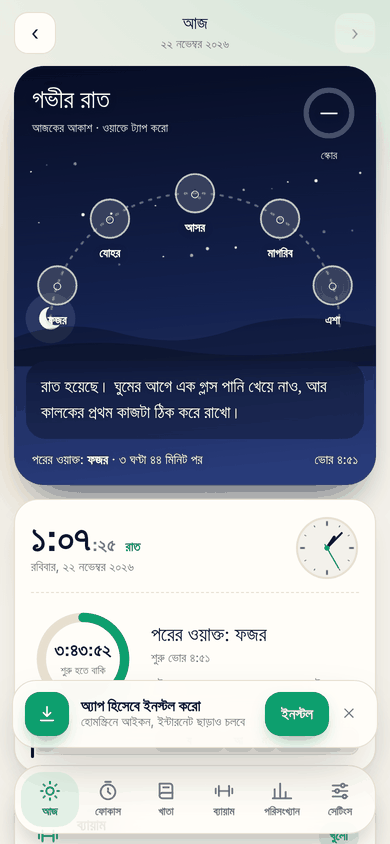 আজ
২২ নভেম্বর ২০২৬
গভীর রাত
আজকের আকাশ · ওয়াক্তে ট্যাপ করো
স্কোর
আসর
যোহর
মাগরিব
ফজর
এশা
রাত হয়েছে। ঘুমের আগে এক গ্লাস পানি খেয়ে নাও, আর
কালকের প্রথম কাজটা ঠিক করে রাখো।
পরের ওয়াক্ত: ফজর · ৩ ঘণ্টা ৪৪ মিনিট পর
ভোর ৪:৫১
১:০৭:২৫ রাত
রবিবার, ২২ নভেম্বর ২০২৬
৩:৪৩:৫২
শুরু হতে বাকি
পরের ওয়াক্ত: ফজর
শুরু ভোর ৪:৫১
অ্যাপ হিসেবে ইনস্টল করো
হোমস্ক্রিনে আইকন, ইন্টারনেট ছাড়াও চলবে
ইনস্টল
আজ
ফোকাস
খাতা
ব্যায়াম
পরিসংখ্যান
সেটিংস
ব্যায়াম
খুলো